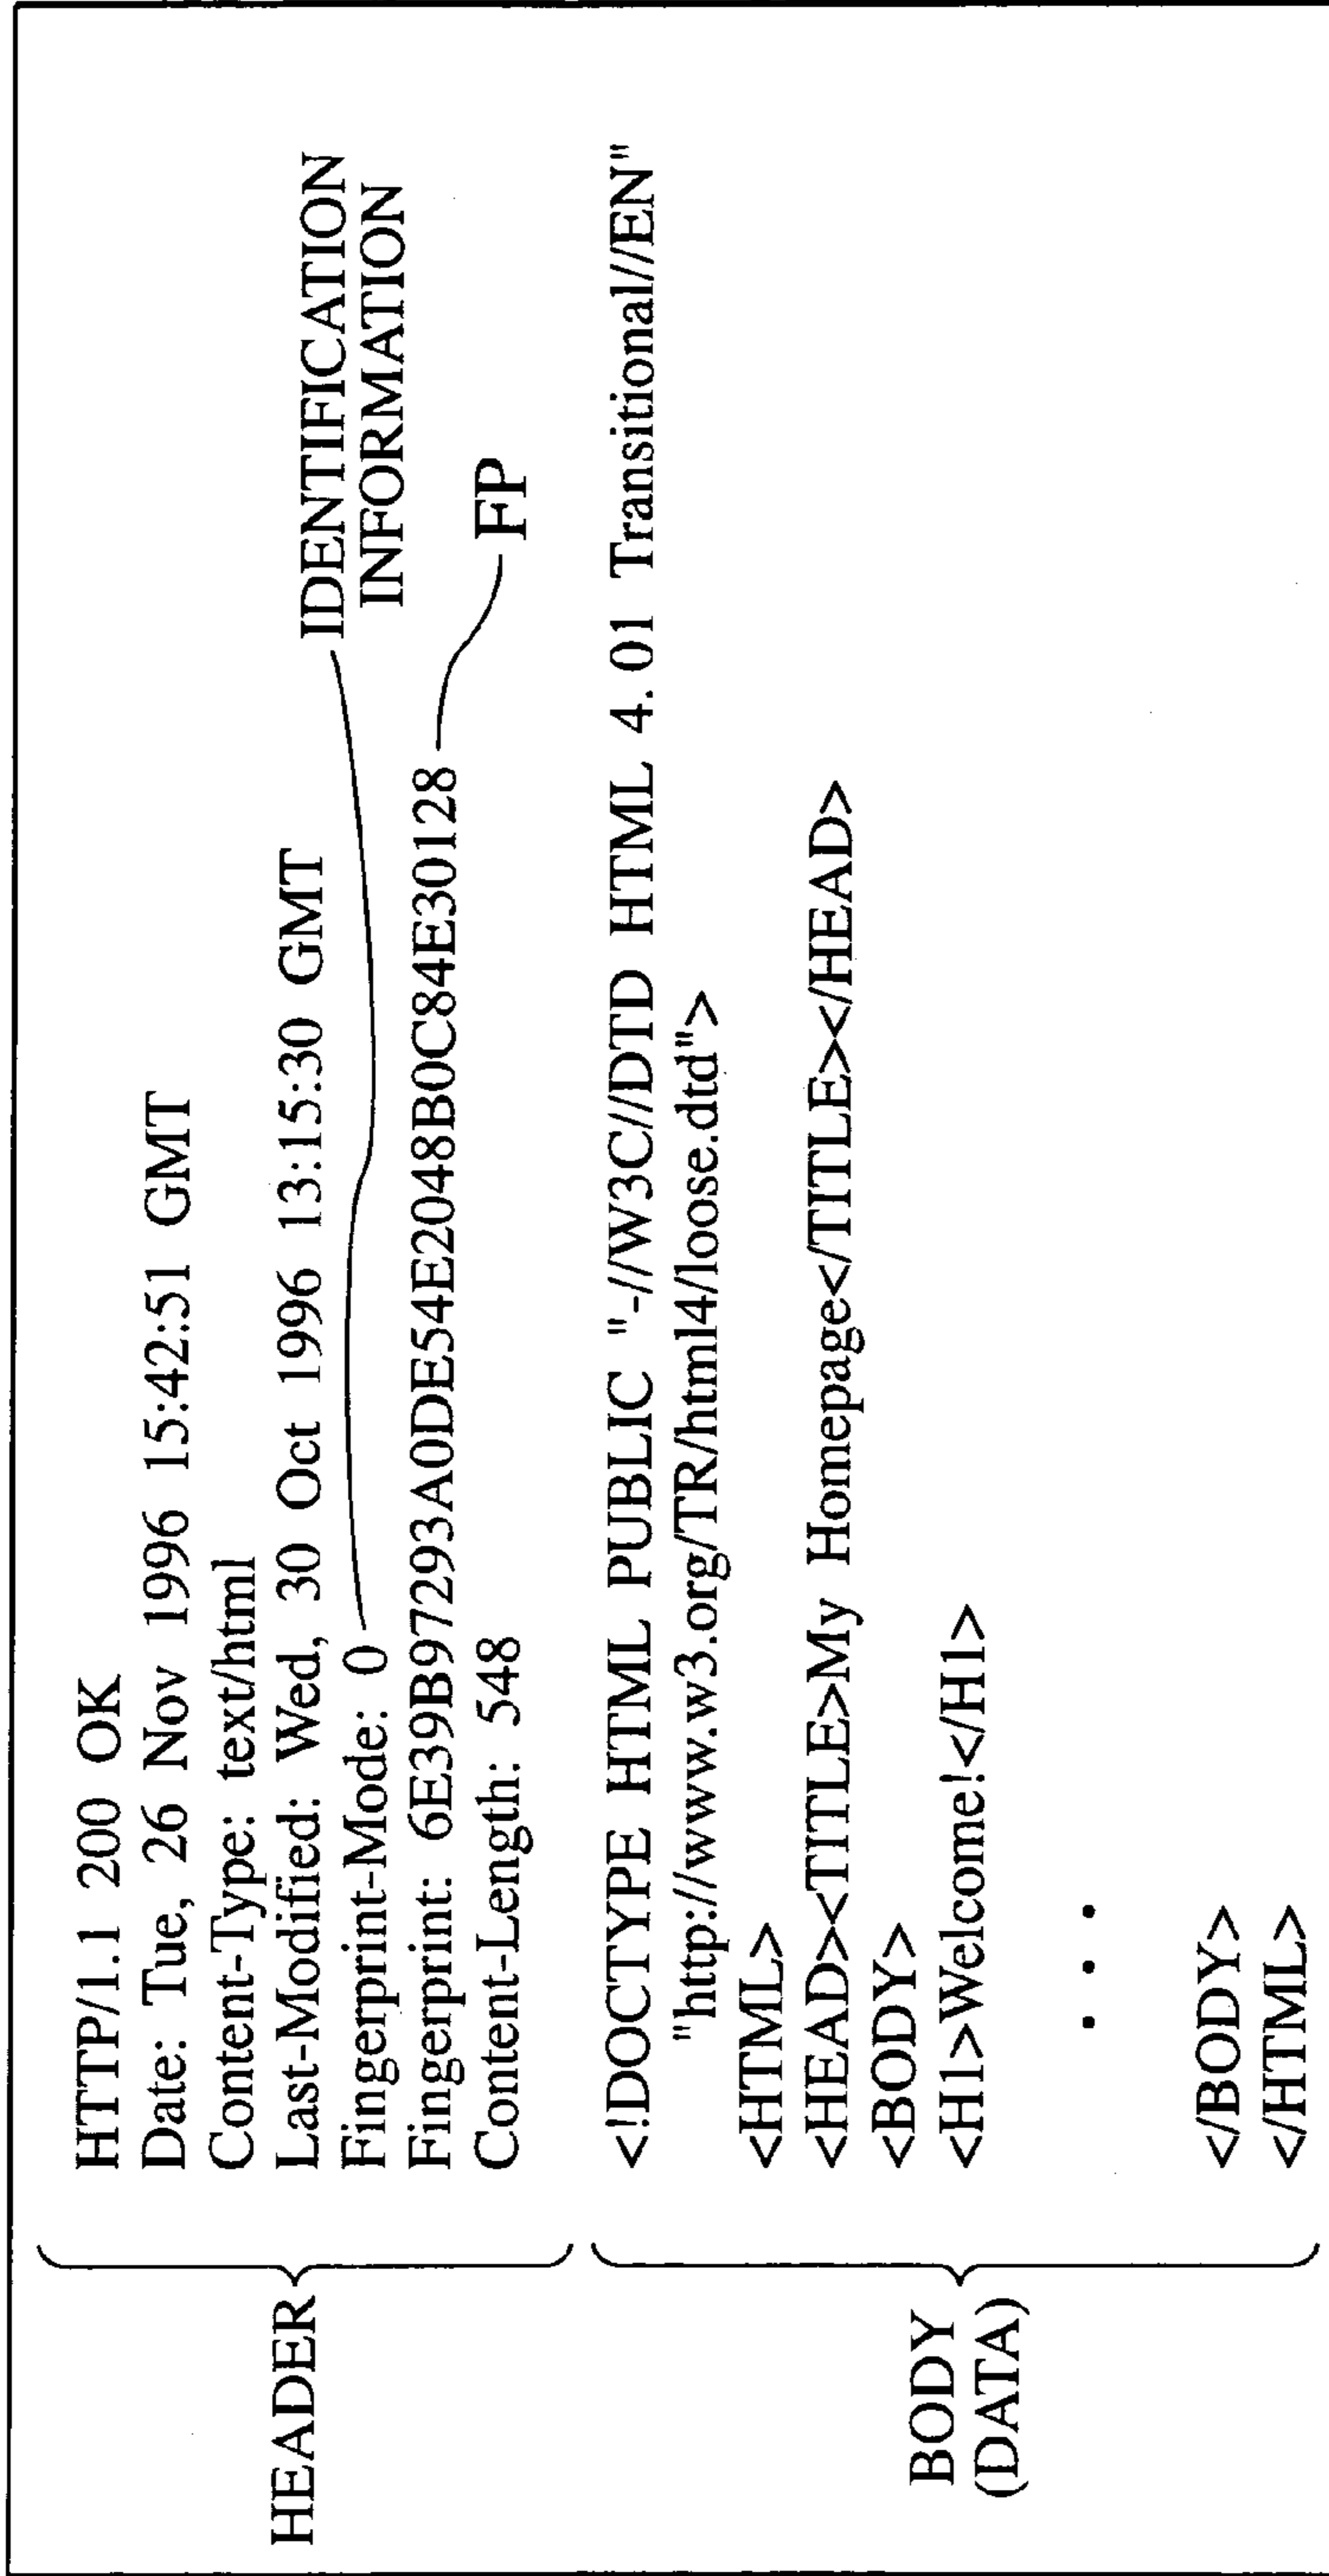 HEADER
HTTP/1.1 200 OK
Date: Tue, 26 Nov 1996 15:42:51 GMT
Content-Type: text/html
Last-Modified: Wed, 30 Oct 1996 13:15:30 GMT
Fingerprint-Mode: 0
IDENTIFICATION
INFORMATION
Fingerprint: 6E39B97293A0DE54E2048B0C84E30128
FP
Content-Length: 548
BODY
(DATA)
<!DOCTYPE HTML PUBLIC "-//W3C//DTD HTML 4. 01 Transitional//EN"
"http://www.w3.org/TR/html4/loose.dtd">
<HTML>
<HEAD><TITLE>My Homepage</TITLE></HEAD>
<BODY>
<H1>Welcome!</H1>
. . .
</BODY>
</HTML>